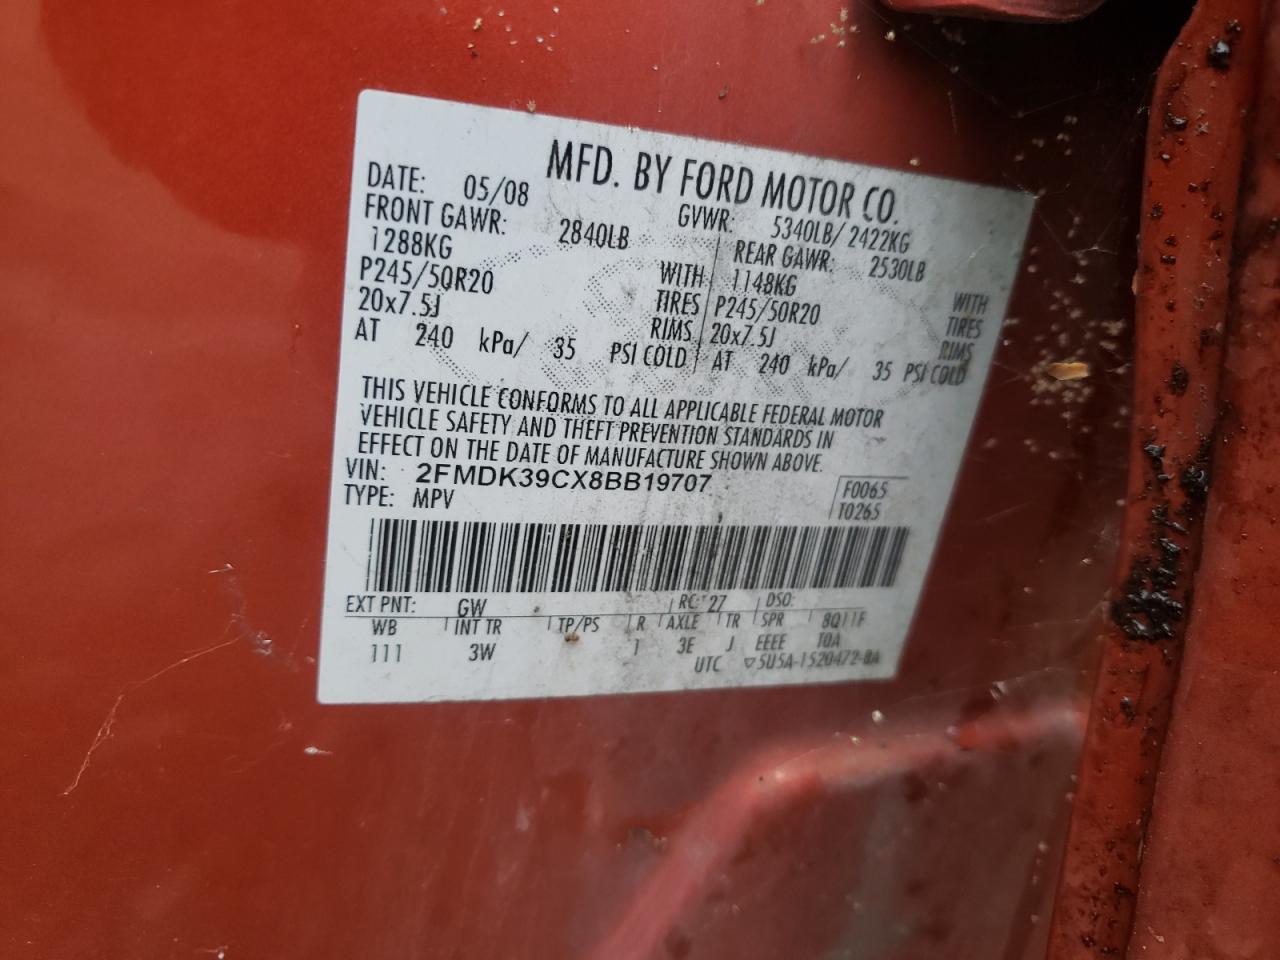 MFD. BY FORD MOTOR CO.
DATE: 05/08 GVWR: 5340LB/ 2422KG
FRONT GAWR: 2840LB REAR GAWR: 2530LB
1288KG WITH 1148KG WITH
P245/50R20 TIRES P245/50R20 TIRES
20x7.5J RIMS 20x7.5J RIMS
AT 240 kPa/ 35 PSI COLD AT 240 kPa/ 35 PSI COLD
THIS VEHICLE CONFORMS TO ALL APPLICABLE FEDERAL MOTOR
VEHICLE SAFETY AND THEFT PREVENTION STANDARDS IN
EFFECT ON THE DATE OF MANUFACTURE SHOWN ABOVE.
VIN: 2FMDK39CX8BB19707 F0065
TYPE: MPV T0265
EXT PNT: GW RC: 27 DSO:
WB INT TR TP/PS R AXLE TR SPR 8Q11F
111 3W 1 3E J EEEE TQA
UTC ▽5U5A-1520472-BA